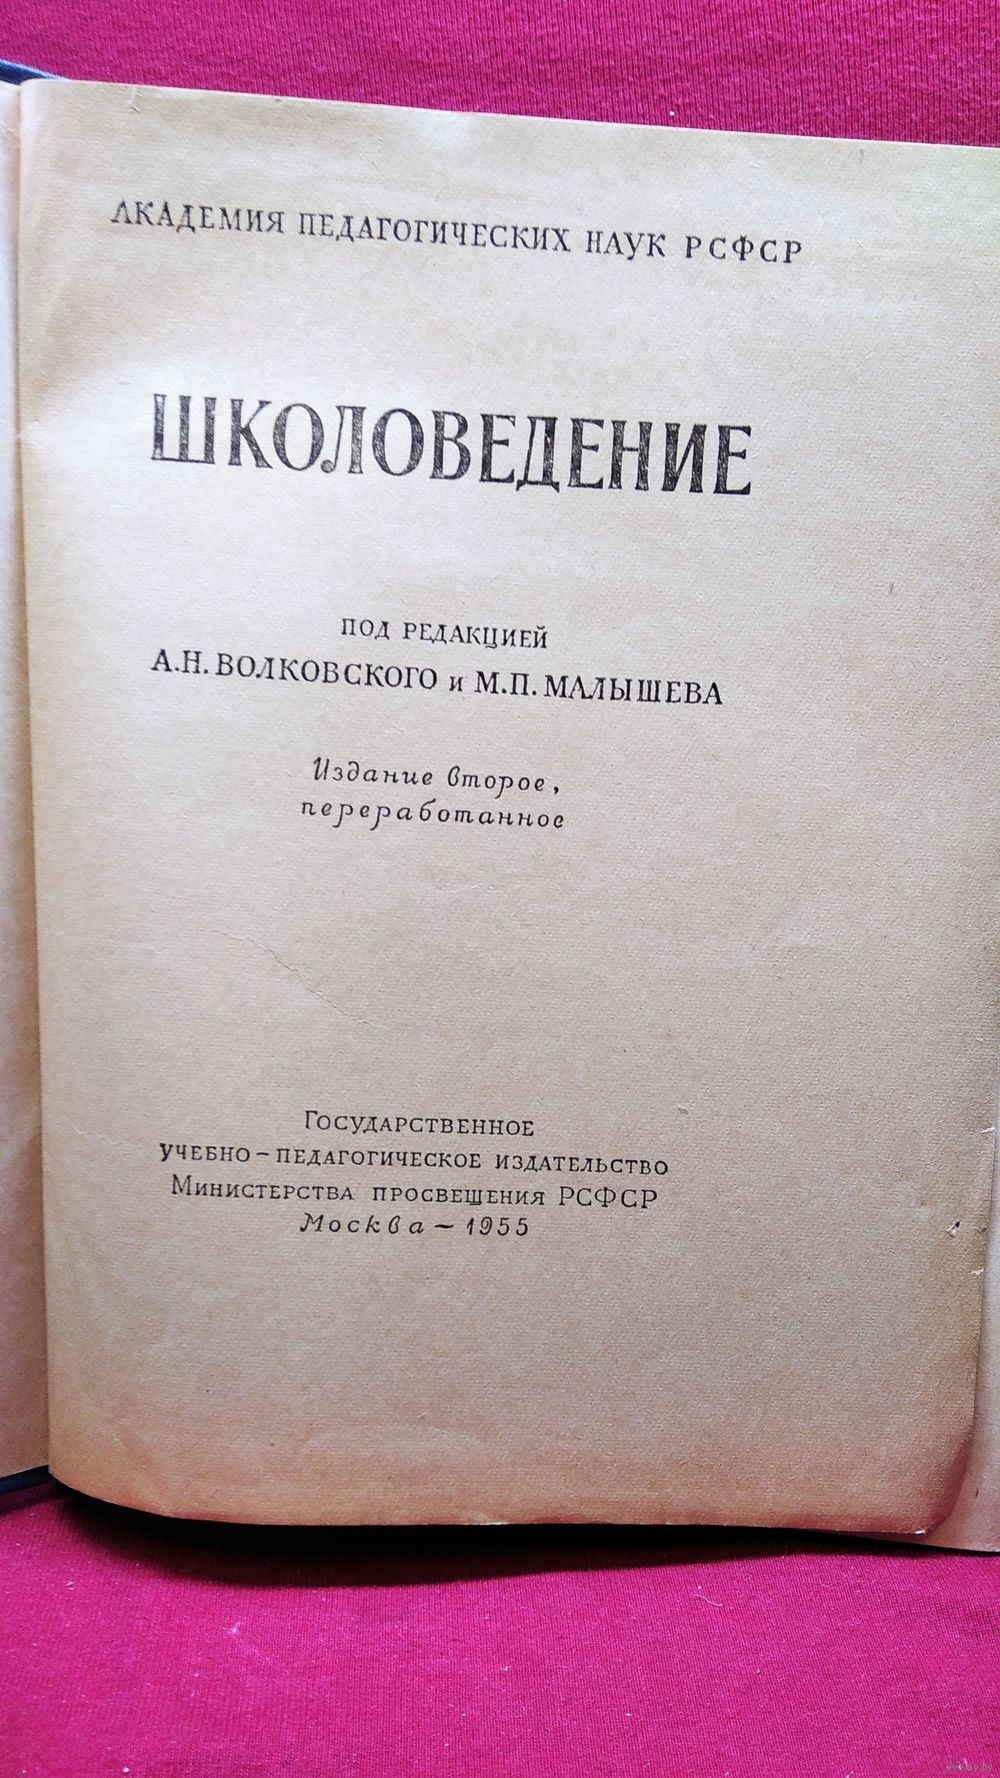 АКАДЕМИЯ ПЕДАГОГИЧЕСКИХ НАУК РСФСР
ШКОЛОВЕДЕНИЕ
ПОД РЕДАКЦИЕЙ
А.Н. ВОЛКОВСКОГО и М.П. МАЛЫШЕВА
Издание второе,
переработанное
ГОСУДАРСТВЕННОЕ
УЧЕБНО-ПЕДАГОГИЧЕСКОЕ ИЗДАТЕЛЬСТВО
МИНИСТЕРСТВА ПРОСВЕЩЕНИЯ РСФСР
Москва — 1955